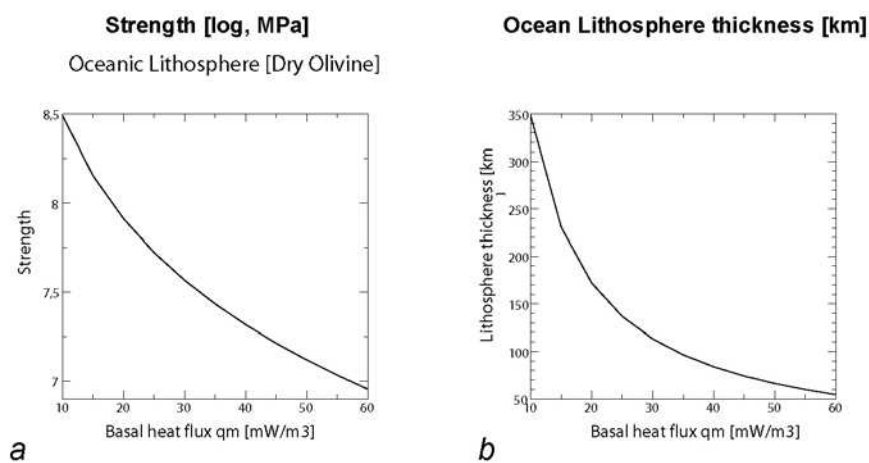 Strength [log, MPa]
Oceanic Lithosphere [Dry Olivine]
8,5
8
7,5
7
Strength
10 20 30 40 50 60
Basal heat flux qm [mW/m3]
a
Ocean Lithosphere thickness [km]
350
300
250
200
150
100
50
Lithosphere thickness [km
]
10 20 30 40 50 60
Basal heat flux qm [mW/m3]
b